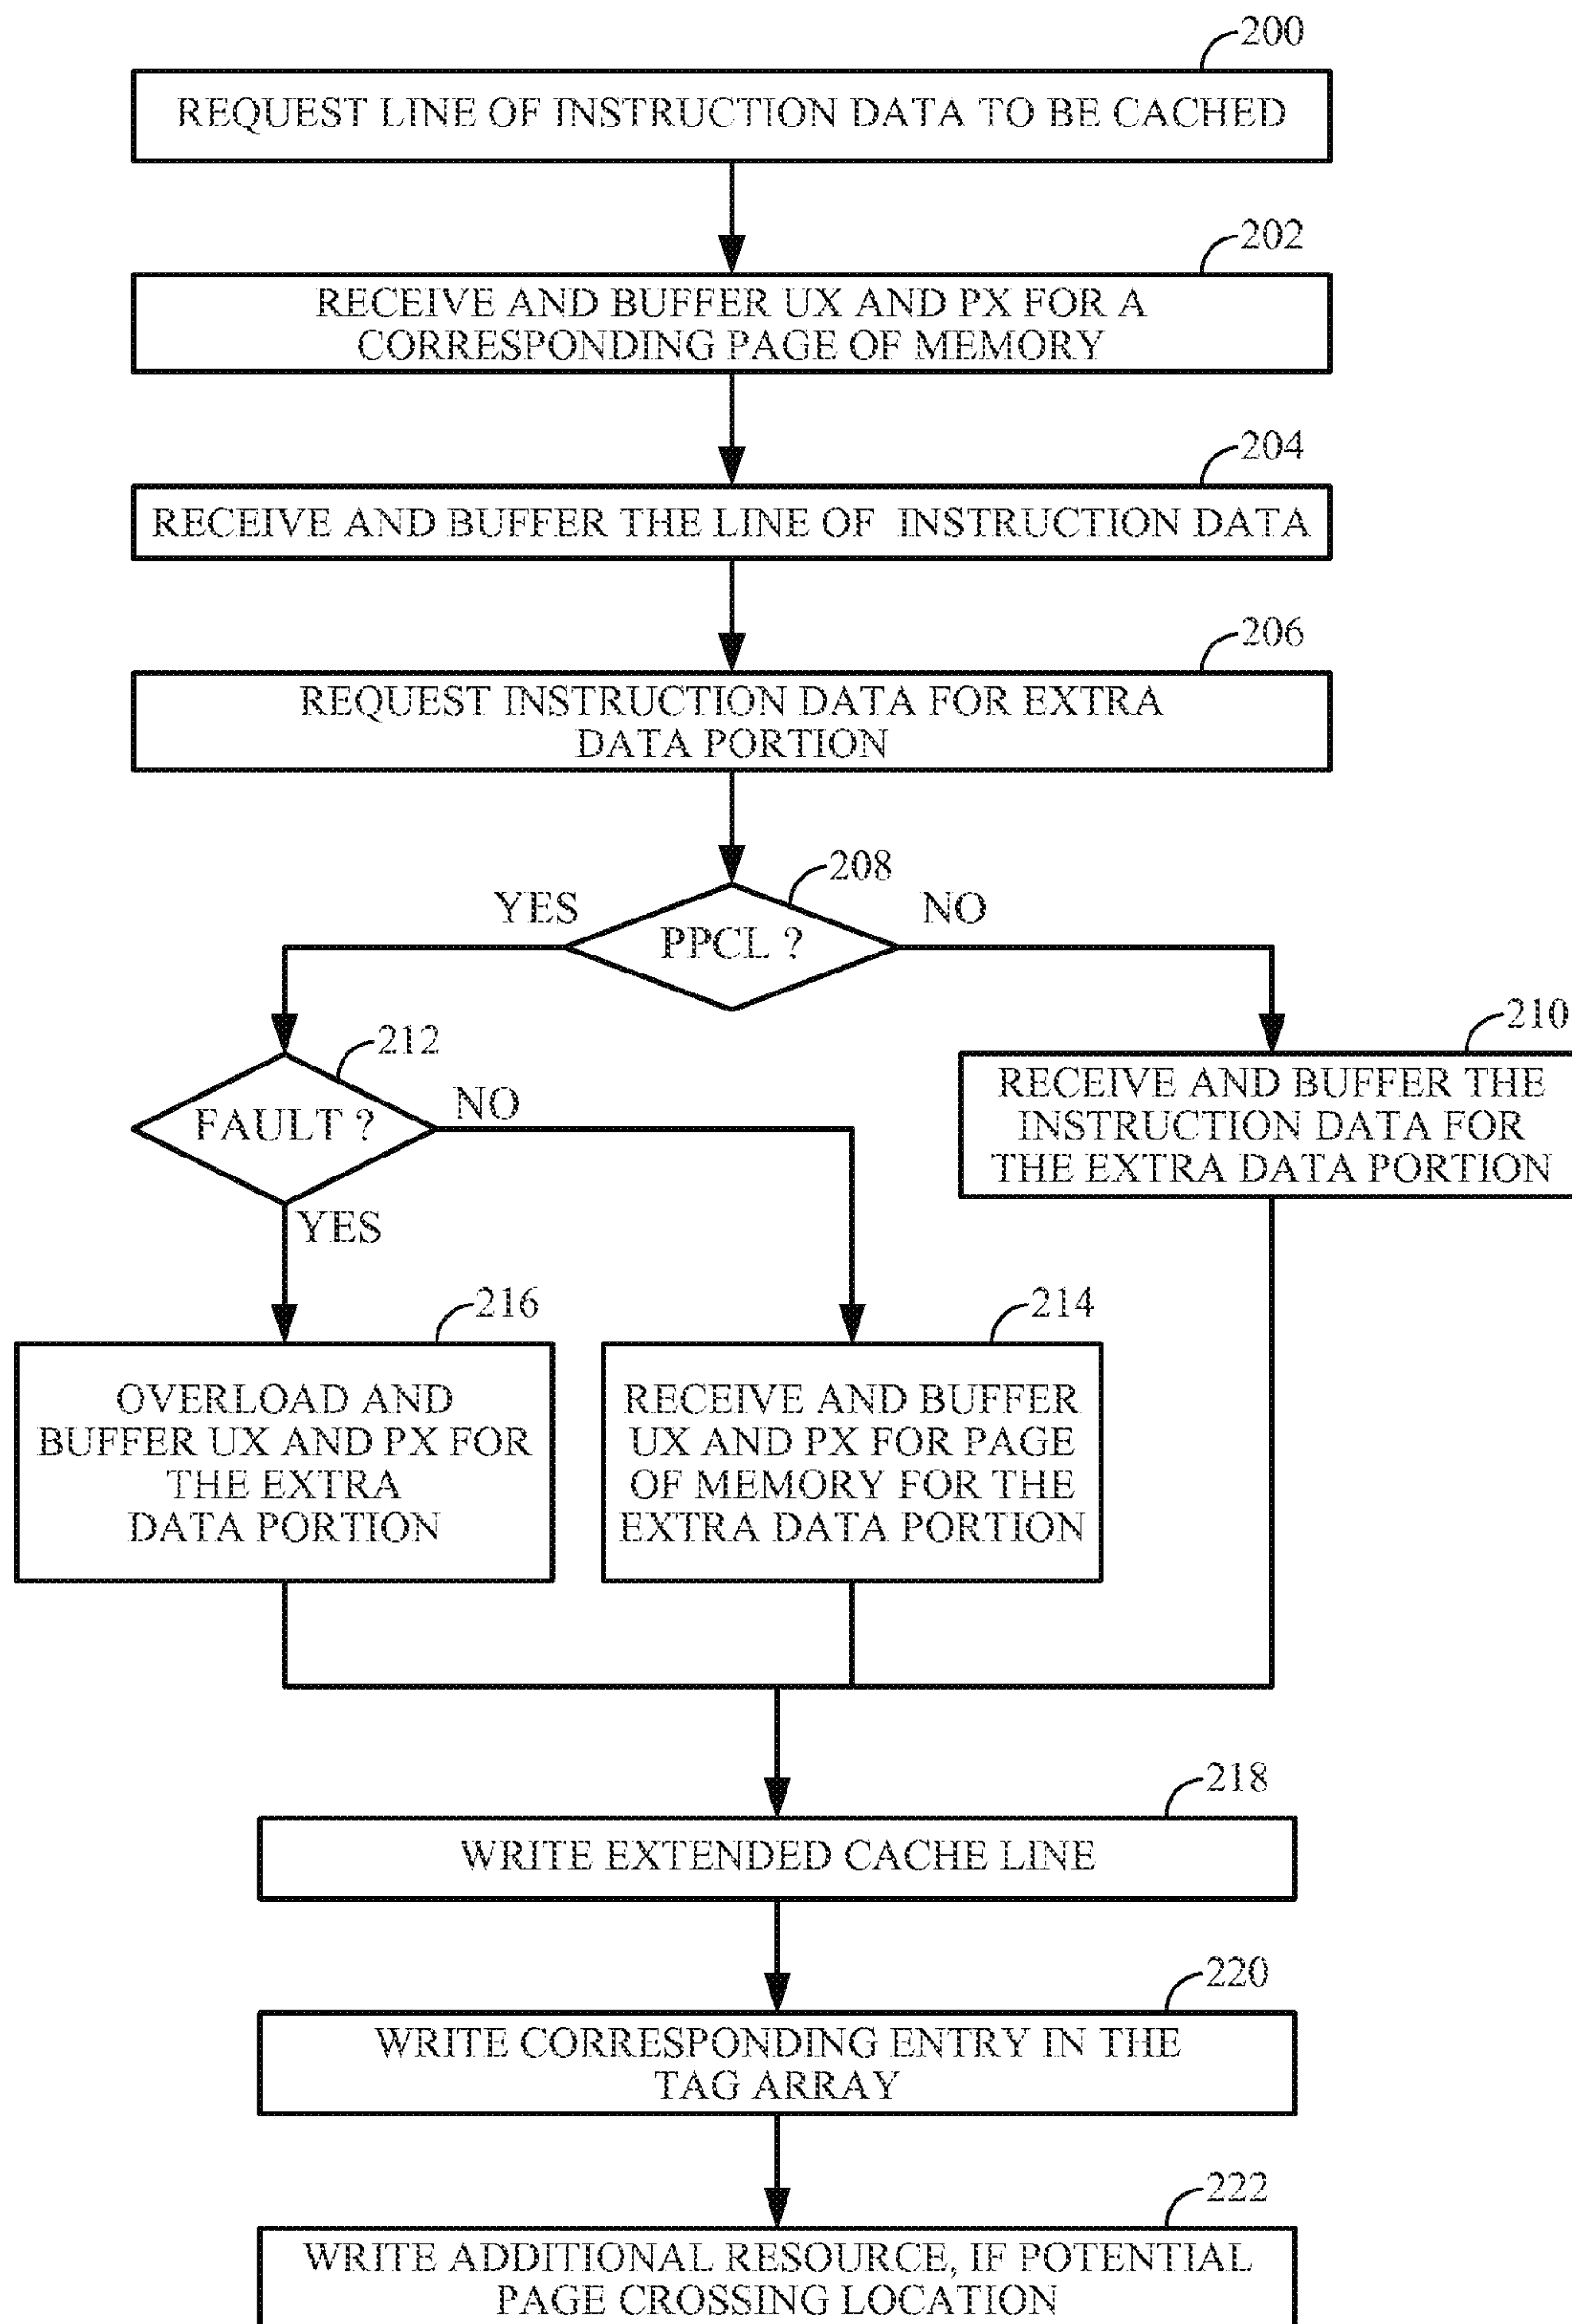 200
REQUEST LINE OF INSTRUCTION DATA TO BE CACHED
202
RECEIVE AND BUFFER UX AND PX FOR A
CORRESPONDING PAGE OF MEMORY
204
RECEIVE AND BUFFER THE LINE OF INSTRUCTION DATA
206
REQUEST INSTRUCTION DATA FOR EXTRA
DATA PORTION
208
YES
PPCL ?
NO
212
FAULT ?
NO
YES
210
RECEIVE AND BUFFER THE
INSTRUCTION DATA FOR
THE EXTRA DATA PORTION
216
OVERLOAD AND
BUFFER UX AND PX FOR
THE EXTRA
DATA PORTION
214
RECEIVE AND BUFFER
UX AND PX FOR PAGE
OF MEMORY FOR THE
EXTRA DATA PORTION
218
WRITE EXTENDED CACHE LINE
220
WRITE CORRESPONDING ENTRY IN THE
TAG ARRAY
222
WRITE ADDITIONAL RESOURCE, IF POTENTIAL
PAGE CROSSING LOCATION